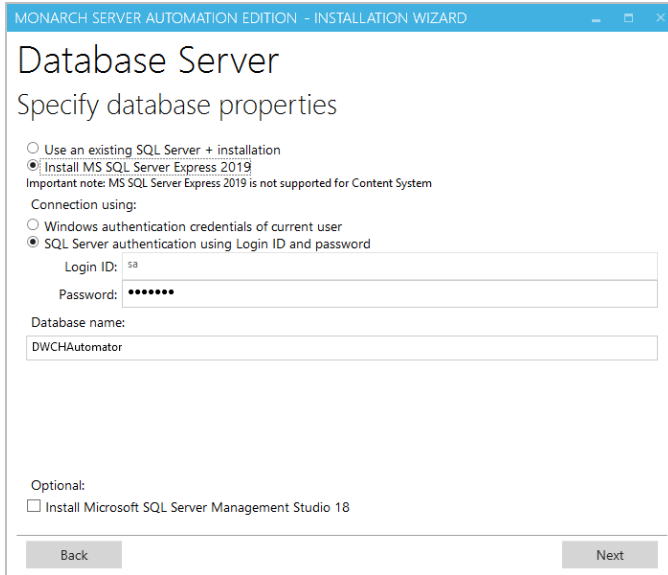 MONARCH SERVER AUTOMATION EDITION - INSTALLATION WIZARD
Database Server
Specify database properties
Use an existing SQL Server + installation
Install MS SQL Server Express 2019
Important note: MS SQL Server Express 2019 is not supported for Content System
Connection using:
Windows authentication credentials of current user
SQL Server authentication using Login ID and password
Login ID: sa
Password: •••••••
Database name:
DWCHAutomator
Optional:
Install Microsoft SQL Server Management Studio 18
Back Next